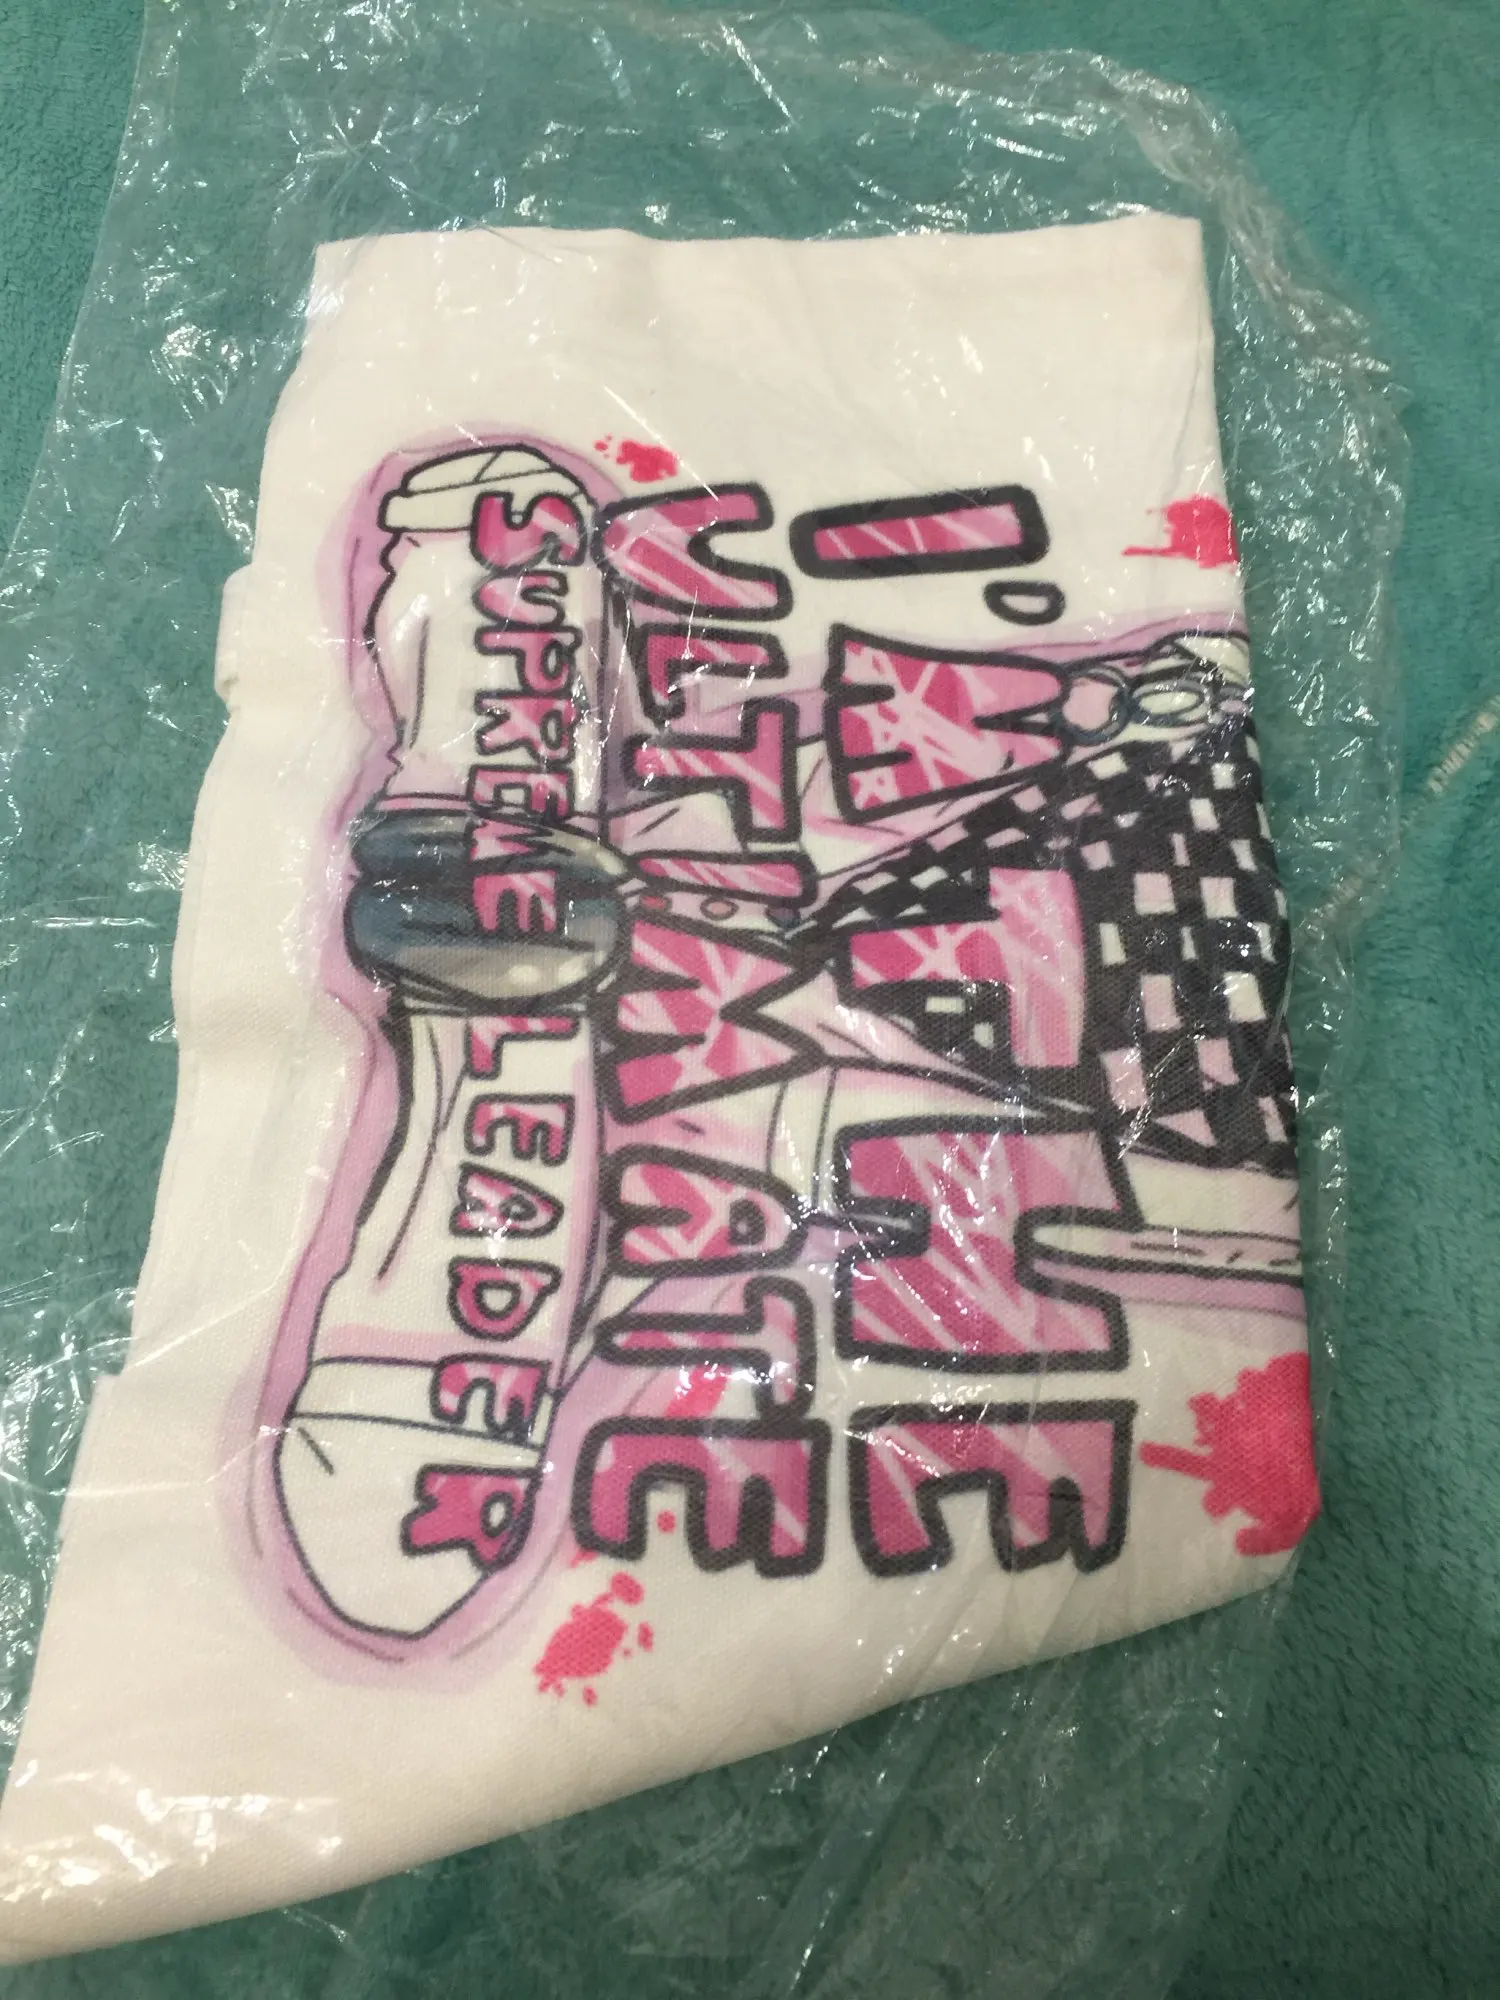 I'M THE
ULTIMATE
SUPREME LEADER